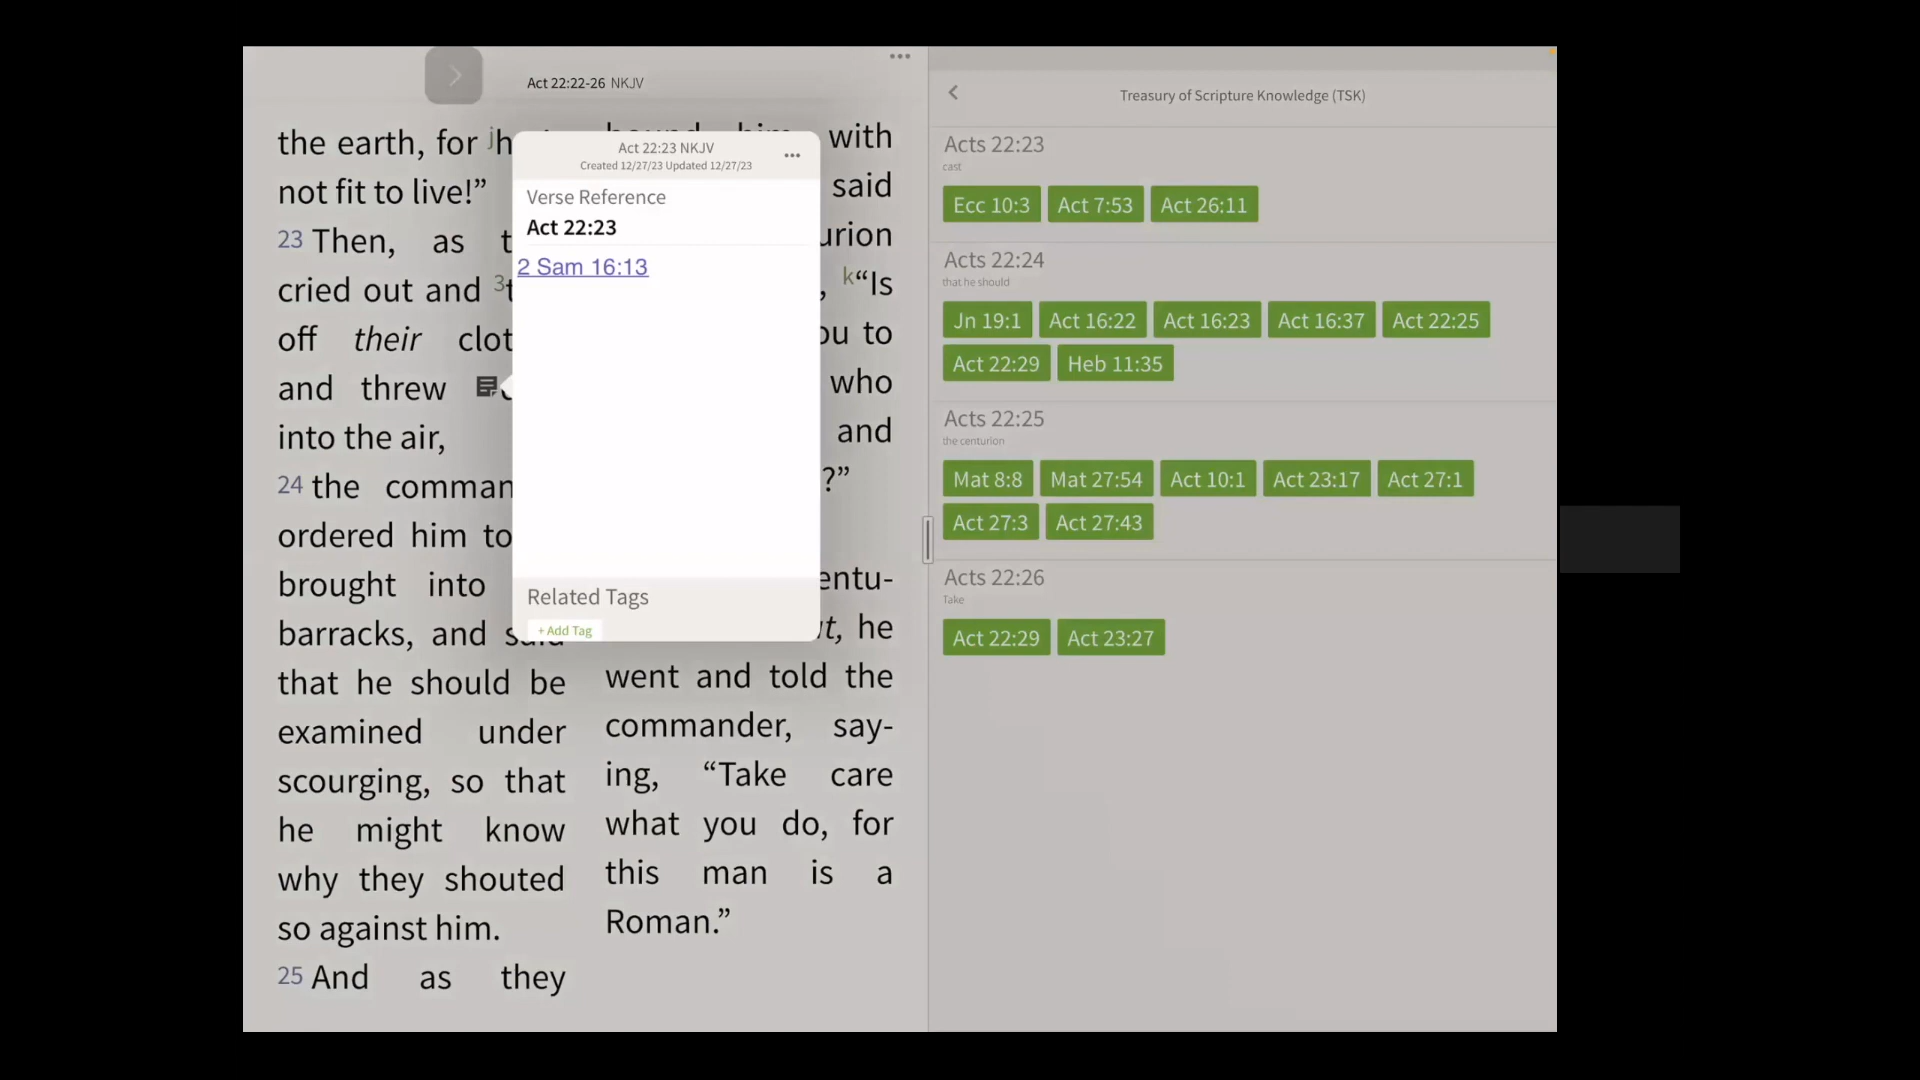 Act 22:22-26 NKJV
the earth, for jh
not fit to live!”
23 Then, as
cried out and 3t
off their clot
and threw
into the air,
24 the comman
ordered him to
brought into
barracks, and said
that he should be
examined under
scourging, so that
he might know
why they shouted
so against him.
25 And as they
bound him with
said
urion
, k“Is
ou to
who
and
?”
entu-
t, he
went and told the
commander, say-
ing, “Take care
what you do, for
this man is a
Roman.”
Act 22:23 NKJV
Created 12/27/23 Updated 12/27/23
Verse Reference
Act 22:23
2 Sam 16:13
Related Tags
+ Add Tag
Treasury of Scripture Knowledge (TSK)
Acts 22:23
cast
Ecc 10:3 Act 7:53 Act 26:11
Acts 22:24
that he should
Jn 19:1 Act 16:22 Act 16:23 Act 16:37 Act 22:25
Act 22:29 Heb 11:35
Acts 22:25
the centurion
Mat 8:8 Mat 27:54 Act 10:1 Act 23:17 Act 27:1
Act 27:3 Act 27:43
Acts 22:26
Take
Act 22:29 Act 23:27